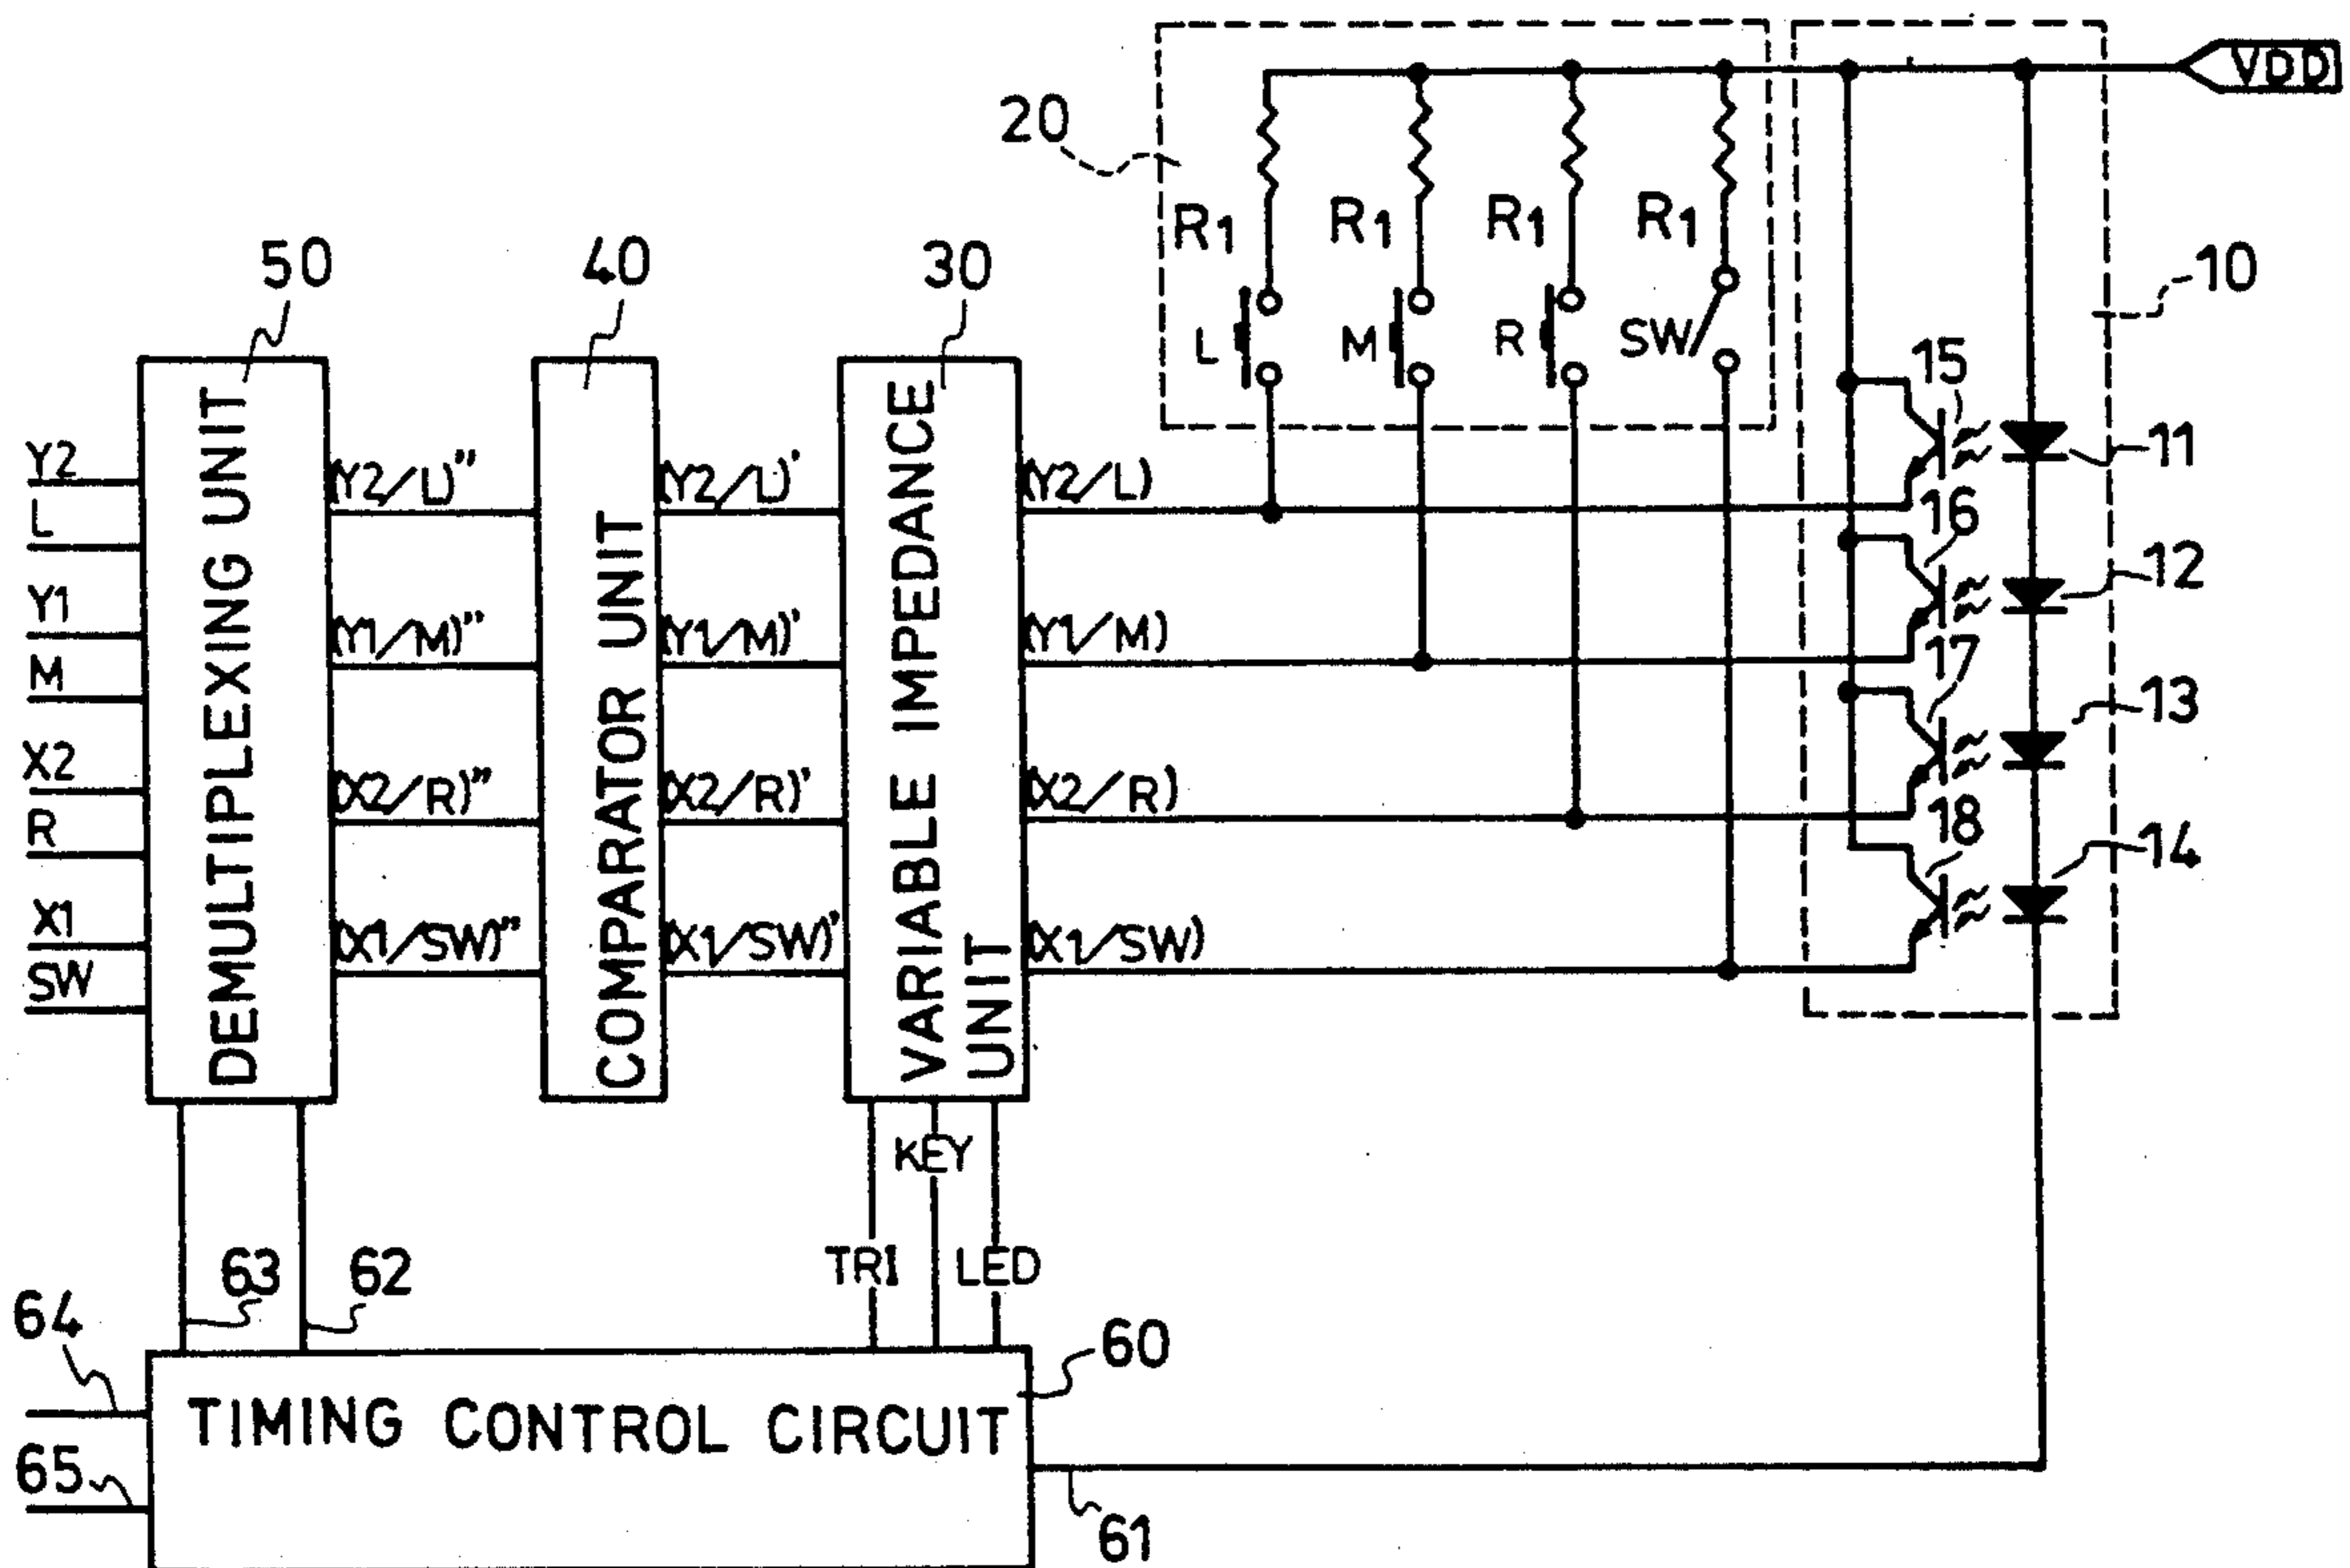 VDD
20
R1 R1 R1 R1
L M R SW
10
50 40 30
15
11
16
12
17
13
18
14
Y2
L
Y1
M
X2
R
X1
SW
DEMULTIPLEXING UNIT
(Y2/L)"
(Y1/M)"
(X2/R)"
(X1/SW)"
COMPARATOR UNIT
(Y2/L)'
(Y1/M)'
(X2/R)'
(X1/SW)'
VARIABLE IMPEDANCE
UNIT
(Y2/L)
(Y1/M)
(X2/R)
(X1/SW)
KEY
TRI LED
63 62
64
65
60
TIMING CONTROL CIRCUIT
61